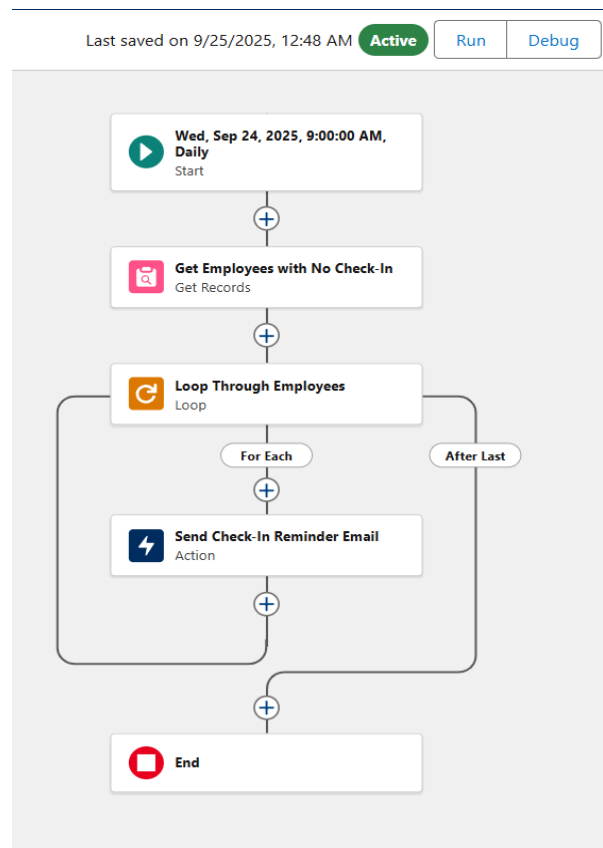 Last saved on 9/25/2025, 12:48 AM Active Run Debug
Wed, Sep 24, 2025, 9:00:00 AM,
Daily
Start
Get Employees with No Check-In
Get Records
Loop Through Employees
Loop
For Each
After Last
Send Check-In Reminder Email
Action
End